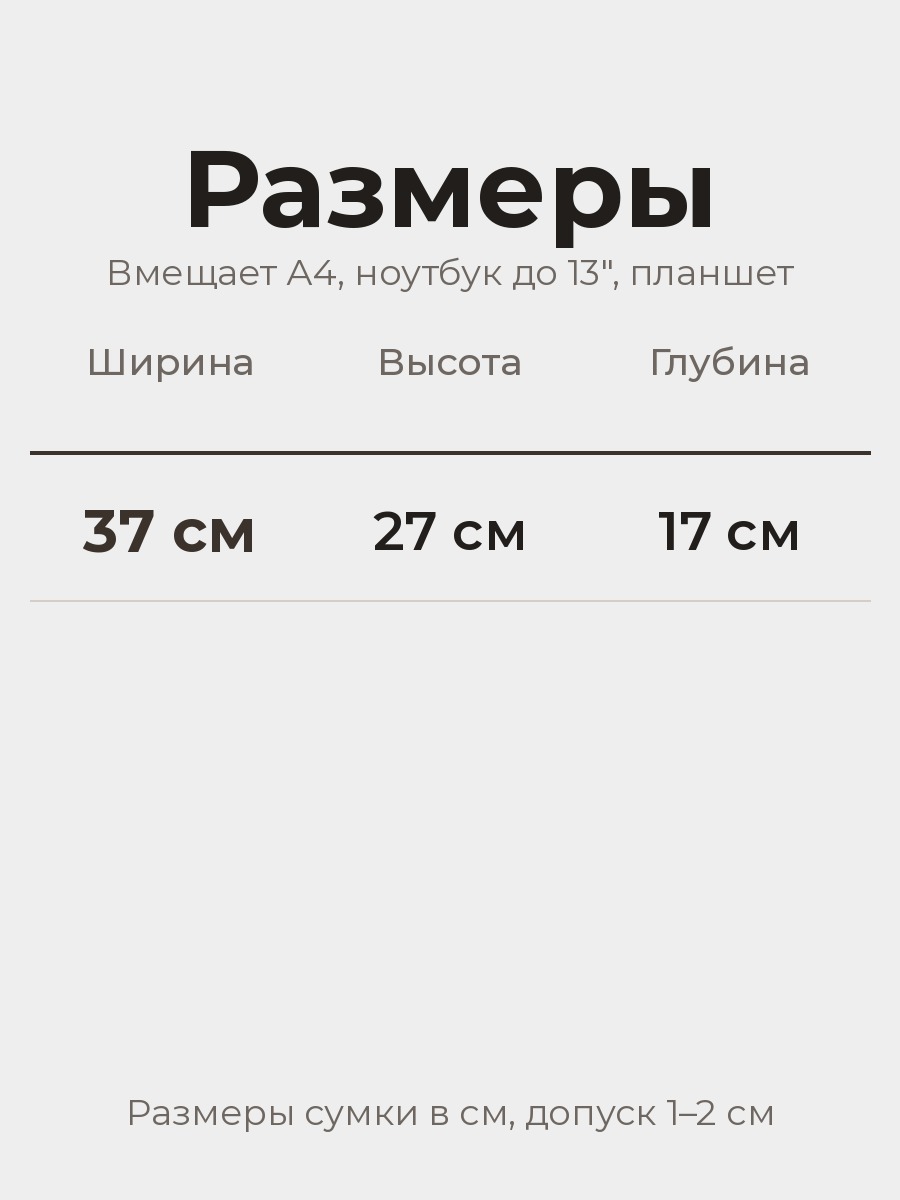 Размеры
Вмещает А4, ноутбук до 13", планшет
Ширина Высота Глубина
37 см 27 см 17 см
Размеры сумки в см, допуск 1–2 см